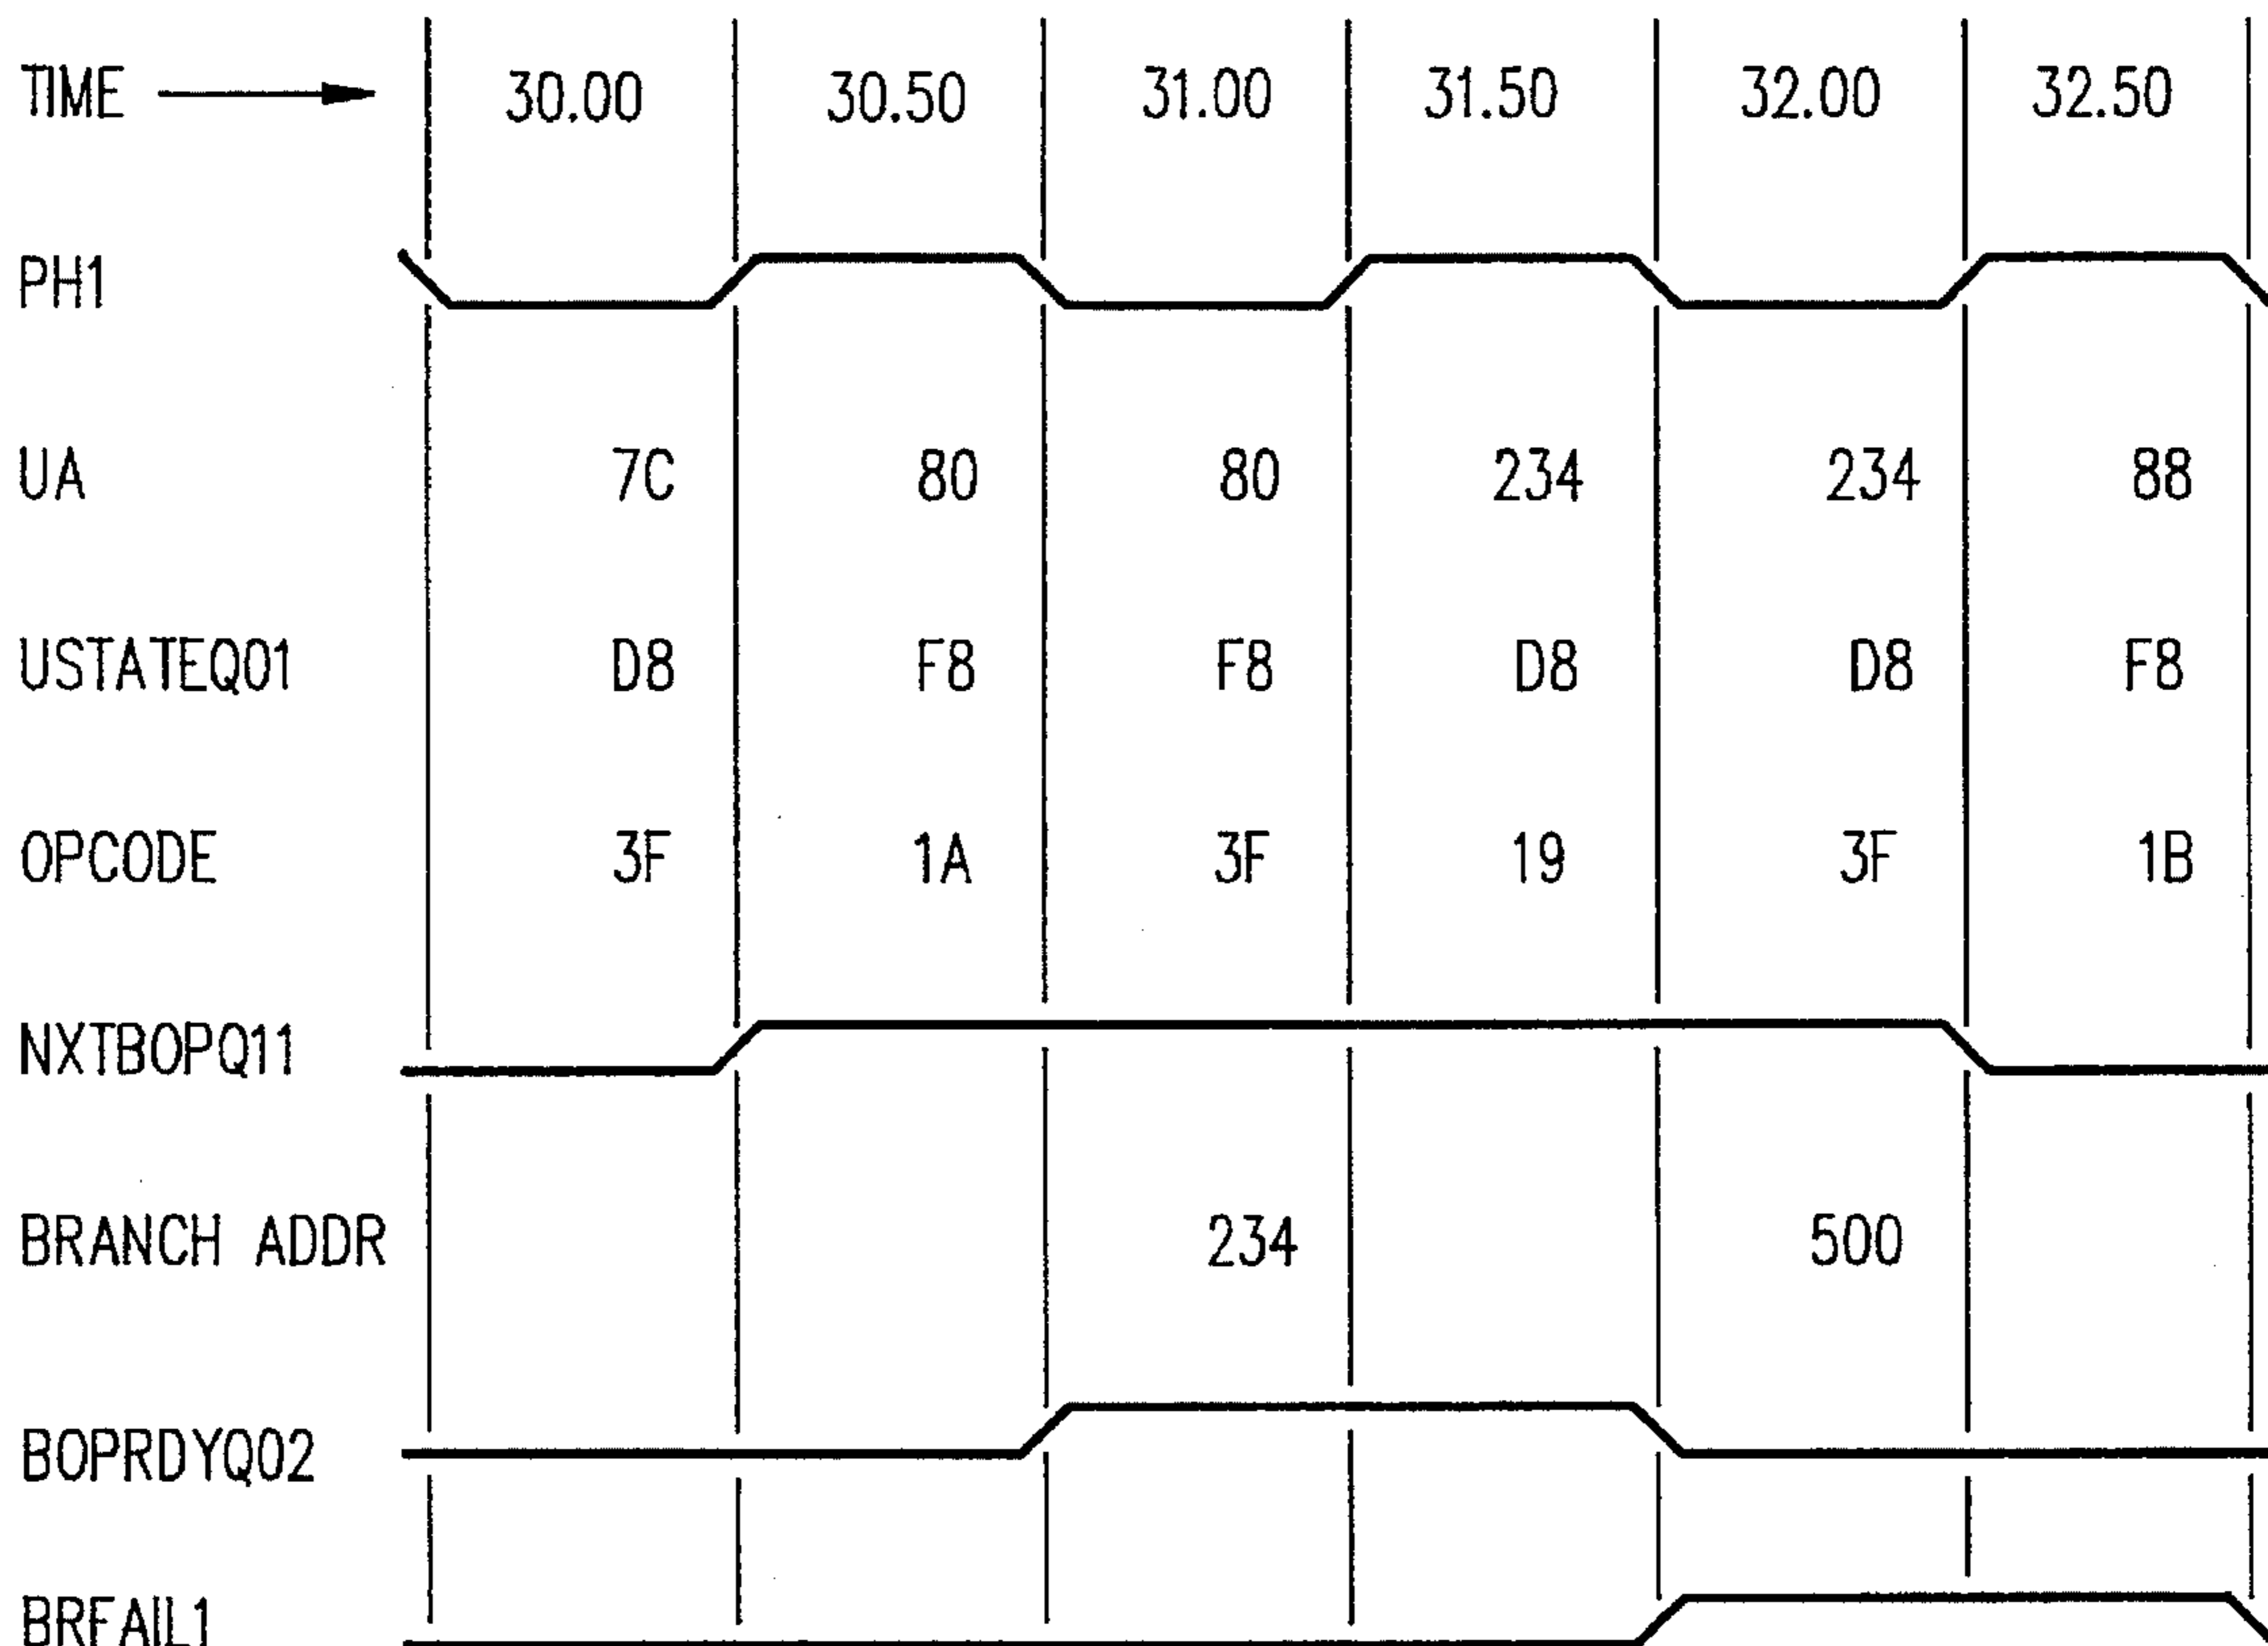 TIME 30.00 30.50 31.00 31.50 32.00 32.50
PH1
UA 7C 80 80 234 234 88
USTATEQ01 D8 F8 F8 D8 D8 F8
OPCODE 3F 1A 3F 19 3F 1B
NXTBOPQ11
BRANCH ADDR 234 500
BOPRDYQ02
BRFAIL1